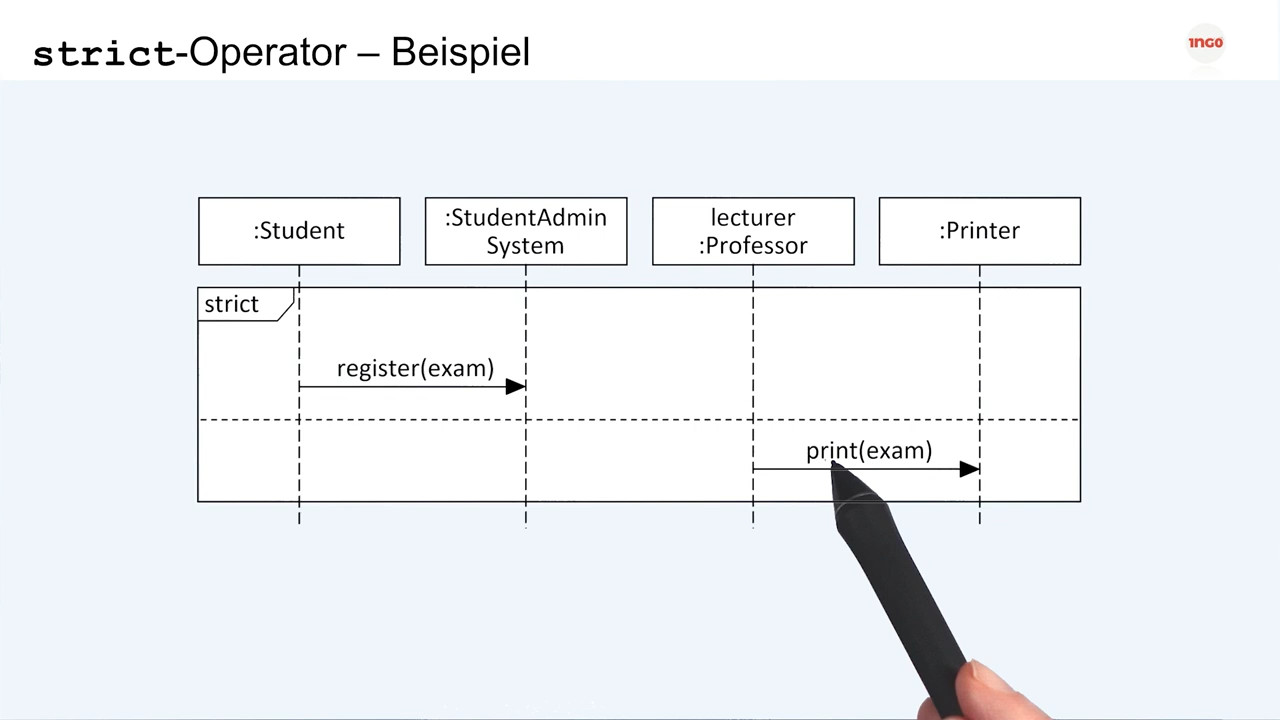 strict-Operator – Beispiel
1NGO
:Student
:StudentAdmin
System
lecturer
:Professor
:Printer
strict
register(exam)
print(exam)